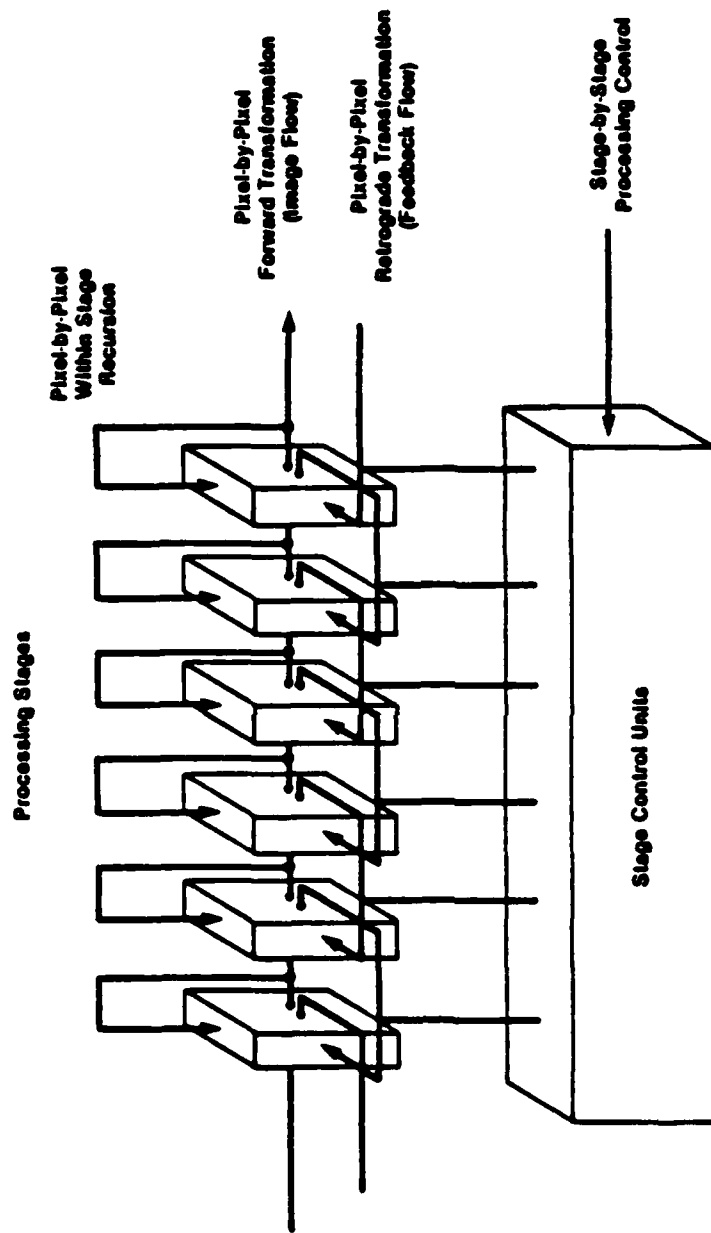 Processing Stages
Pixel-by-Pixel
Within Stage
Recursion
Pixel-by-Pixel
Forward Transformation
(Image Flow)
Pixel-by-Pixel
Retrograde Transformation
(Feedback Flow)
Stage-by-Stage
Processing Control
Stage Control Units